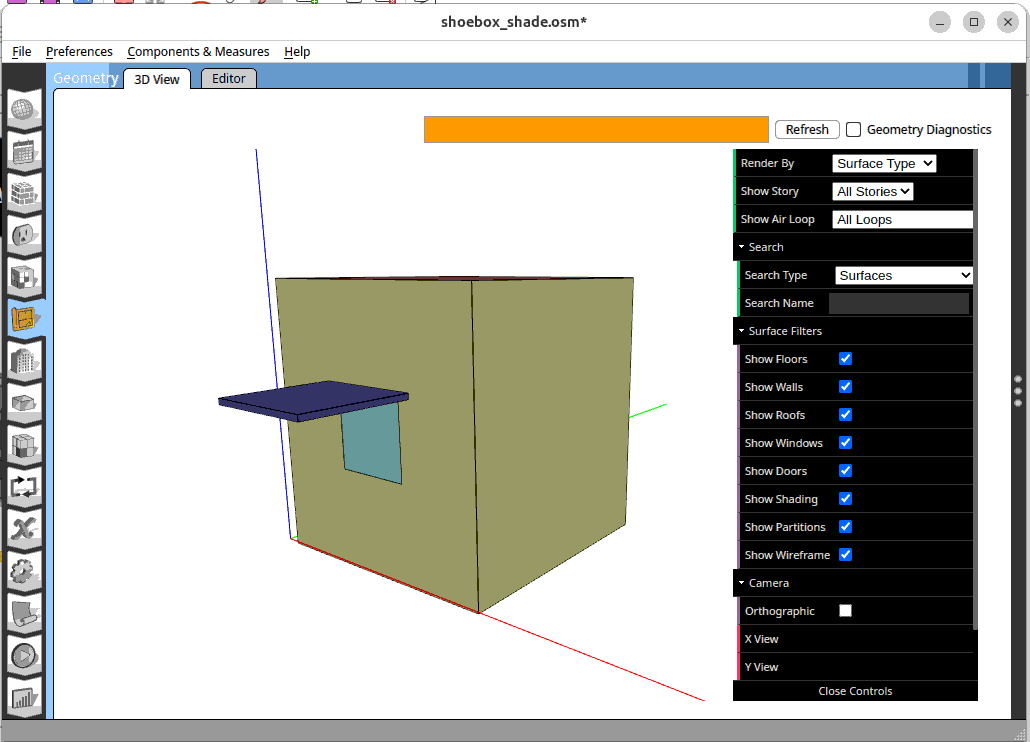 shoebox_shade.osm*
File Preferences Components & Measures Help
Geometry 3D View Editor
Refresh Geometry Diagnostics
Render By Surface Type
Show Story All Stories
Show Air Loop All Loops
Search
Search Type Surfaces
Search Name
Surface Filters
Show Floors
Show Walls
Show Roofs
Show Windows
Show Doors
Show Shading
Show Partitions
Show Wireframe
Camera
Orthographic
X View
Y View
Close Controls